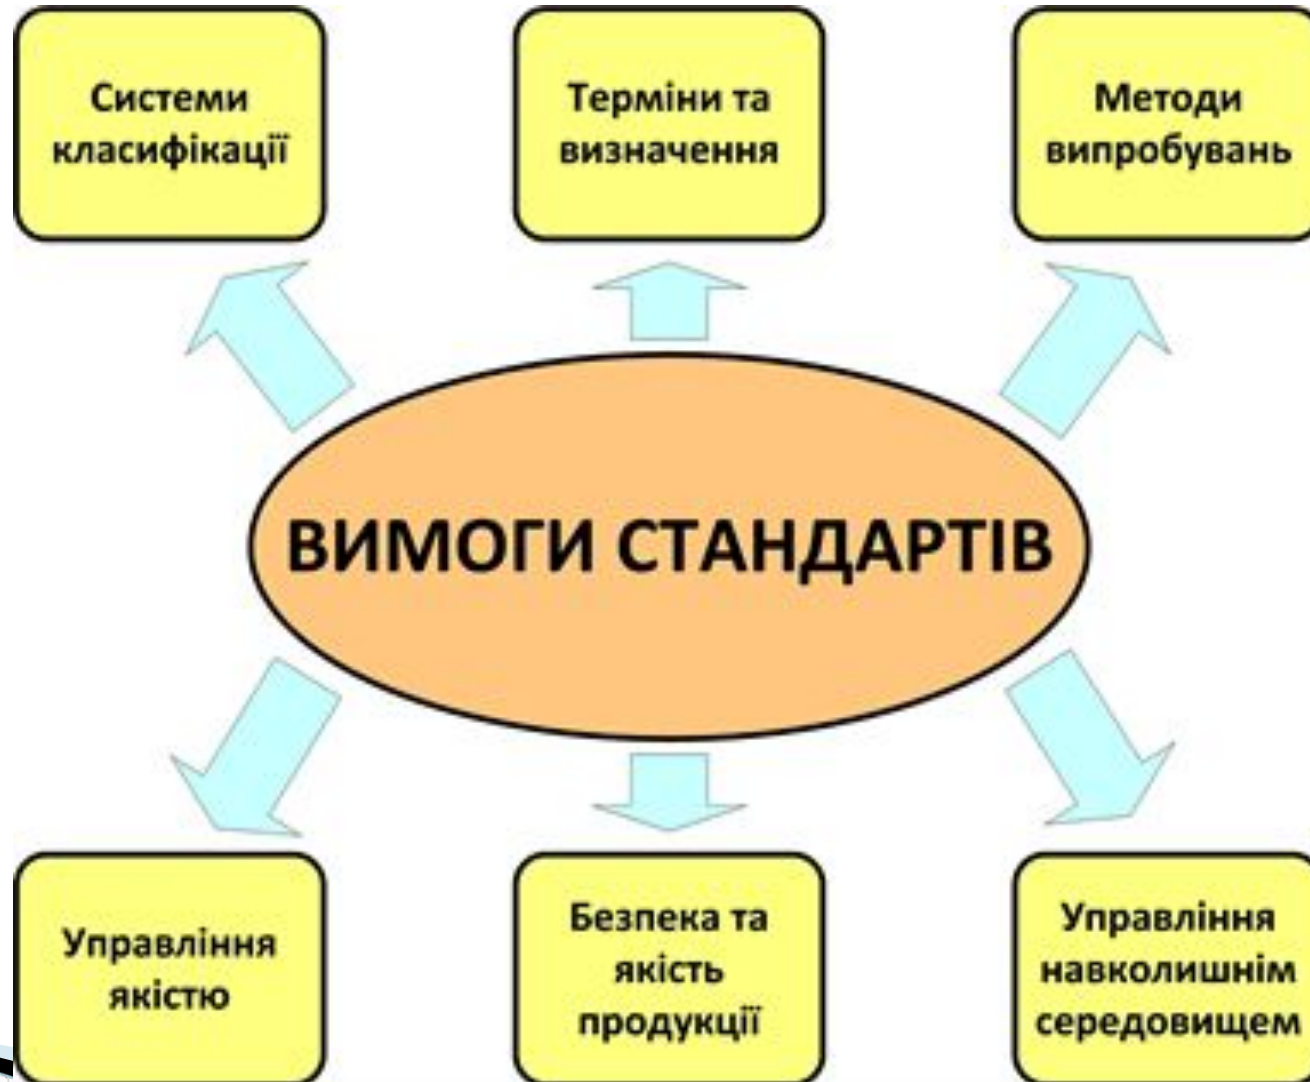 Системи
класифікації
Терміни та
визначення
Методи
випробувань
ВИМОГИ СТАНДАРТІВ
Управління
якістю
Безпека та
якість
продукції
Управління
навколишнім
середовищем